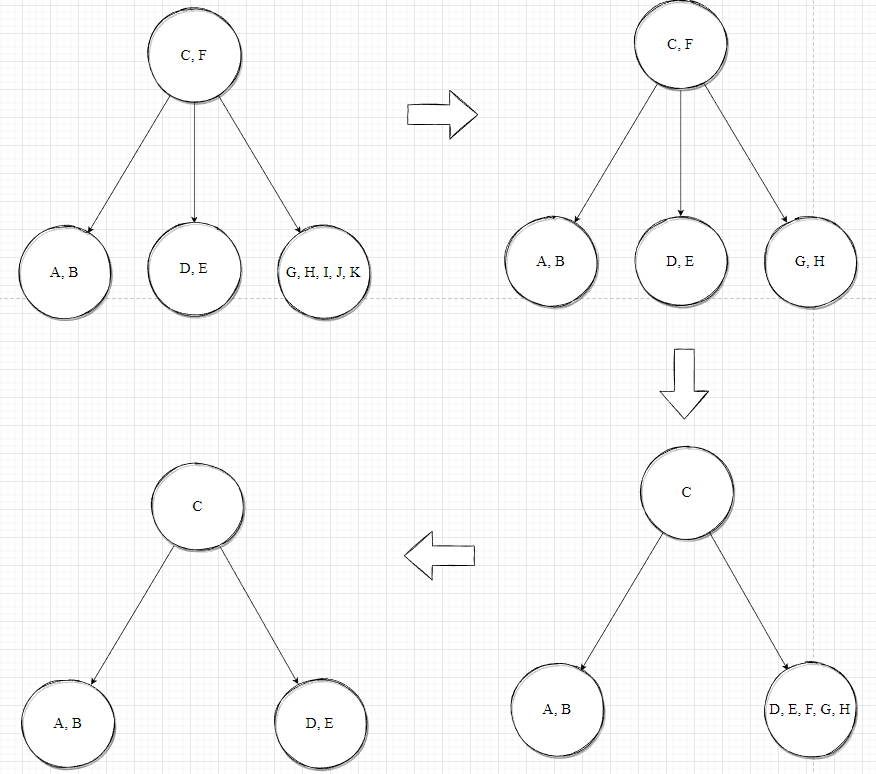 C, F
A, B
D, E
G, H, I, J, K
C, F
A, B
D, E
G, H
C
A, B
D, E, F, G, H
C
A, B
D, E